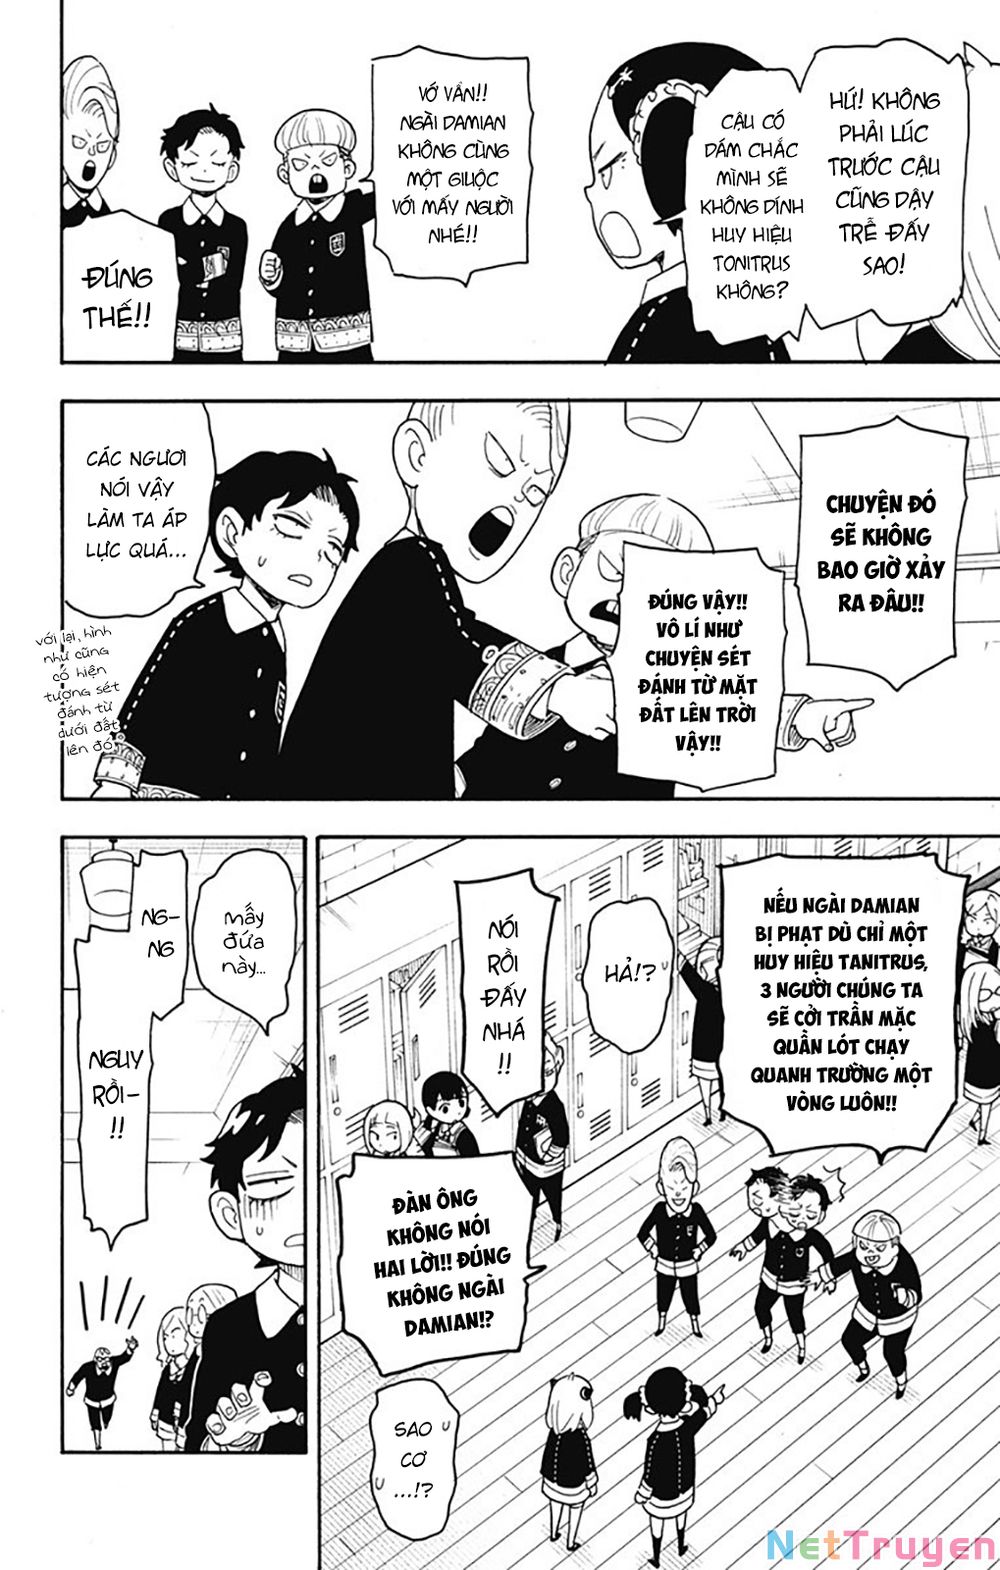 HỨ! KHÔNG
PHẢI LÚC
TRƯỚC CẬU
CŨNG DẬY
TRỄ ĐẤY
SAO!
CẬU CÓ
DÁM CHẮC
MÌNH SẼ
KHÔNG DÍNH
HUY HIỆU
TONITRUS
KHÔNG?
VỚ VẨN!!
NGÀI DAMIAN
KHÔNG CÙNG
MỘT GIUỘC
VỚI MẤY NGƯỜI
NHÉ!!
ĐÚNG
THẾ!!
CHUYỆN ĐÓ
SẼ KHÔNG
BAO GIỜ XẢY
RA ĐÂU!!
ĐÚNG VẬY!!
VÔ LÍ NHƯ
CHUYỆN SÉT
ĐÁNH TỪ MẶT
ĐẤT LÊN TRỜI
VẬY!!
CÁC NGƯƠI
NÓI VẬY
LÀM TA ÁP
LỰC QUÁ...
với lại, hình
như cũng
có hiện
tượng sét
đánh từ
dưới đất
lên đó
NẾU NGÀI DAMIAN
BỊ PHẠT DÙ CHỈ MỘT
HUY HIỆU TANITRUS,
3 NGƯỜI CHÚNG TA
SẼ CỞI TRẦN MẶC
QUẦN LÓT CHẠY
QUANH TRƯỜNG MỘT
VÒNG LUÔN!!
HẢ!?
NÓI
RỒI
ĐẤY
NHÁ
!!
ĐÀN ÔNG
KHÔNG NÓI
HAI LỜI!! ĐÚNG
KHÔNG NGÀI
DAMIAN!?
SAO
CƠ
...!?
mấy
đứa
này...
NG-
NG
NGUY
RỒI-
!!
NetTruyen